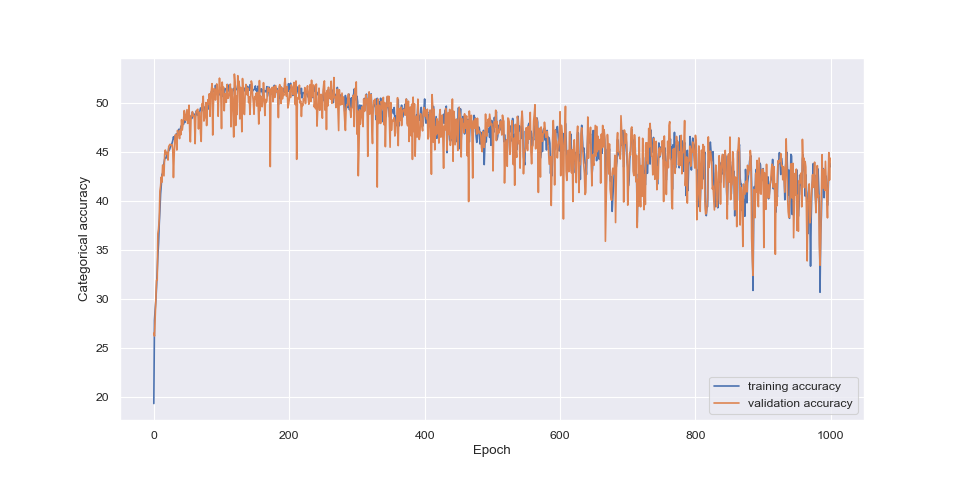 Categorical accuracy
50
45
40
35
30
25
20
0 200 400 600 800 1000
Epoch
training accuracy
validation accuracy